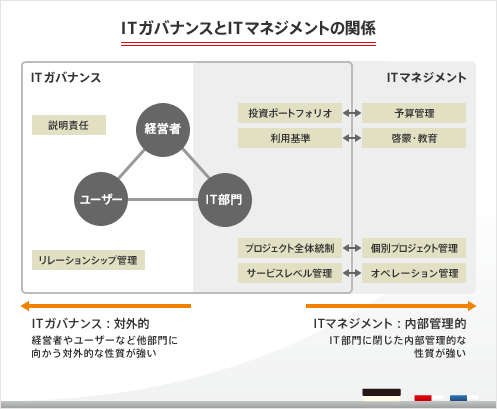 ITガバナンスとITマネジメントの関係
ITガバナンス
ITマネジメント
説明責任
経営者
投資ポートフォリオ
予算管理
利用基準
啓蒙・教育
ユーザー
IT部門
リレーションシップ管理
プロジェクト全体統制
個別プロジェクト管理
サービスレベル管理
オペレーション管理
ITガバナンス：対外的
経営者やユーザーなど他部門に
向かう対外的な性質が強い
ITマネジメント：内部管理的
IT部門に閉じた内部管理的な
性質が強い